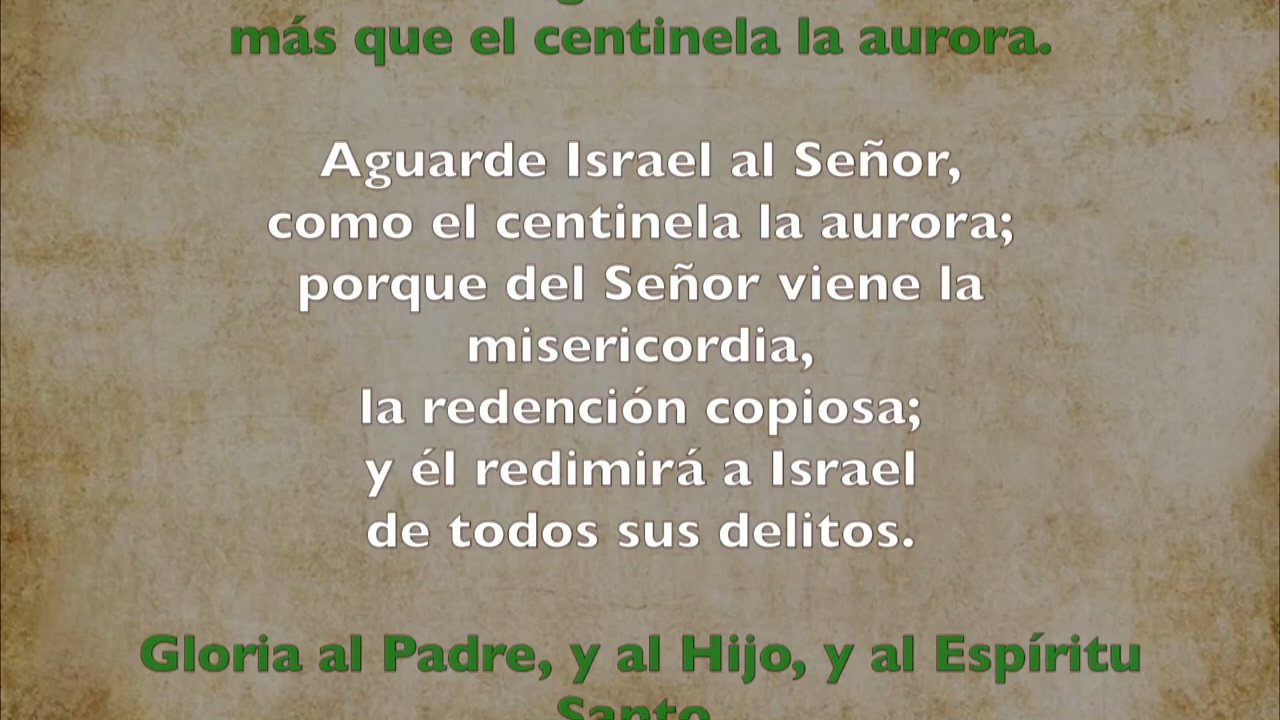 más que el centinela la aurora.
Aguarde Israel al Señor,
como el centinela la aurora;
porque del Señor viene la
misericordia,
la redención copiosa;
y él redimirá a Israel
de todos sus delitos.
Gloria al Padre, y al Hijo, y al Espíritu
Santo